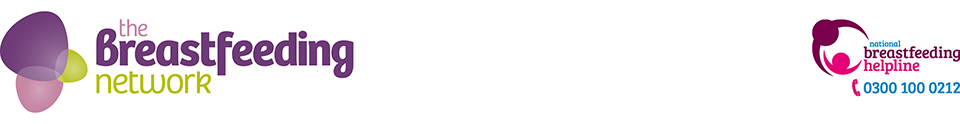 the
Breastfeeding
network
national
breastfeeding
helpline
0300 100 0212